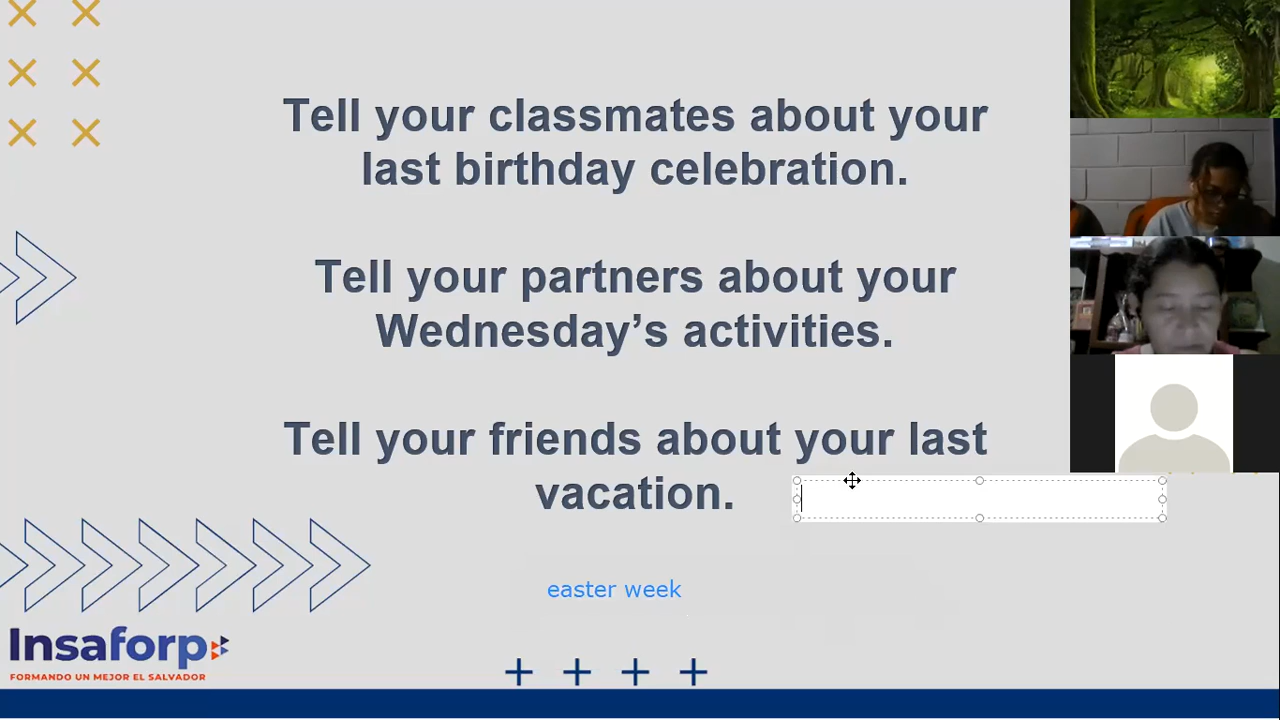 Tell your classmates about your
last birthday celebration.
Tell your partners about your
Wednesday’s activities.
Tell your friends about your last
vacation.
easter week
Insaforp
FORMANDO UN MEJOR EL SALVADOR